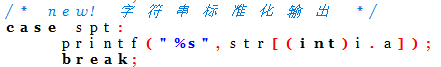 /* new! 字符串标准化输出 */
case spt:
printf("%s",str[(int)i.a]);
break;